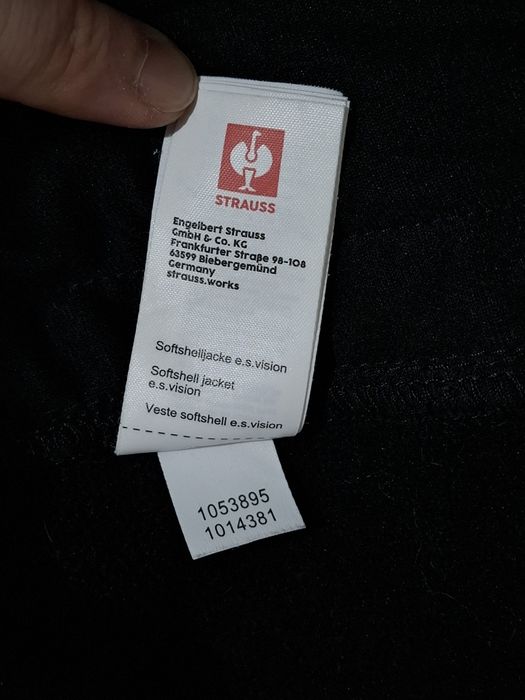 STRAUSS
Engelbert Strauss
GmbH & Co. KG
Frankfurter Straße 98-108
63599 Biebergemünd
Germany
strauss.works
Softshelljacke e.s.vision
Softshell jacket
e.s.vision
Veste softshell e.s.vision
1053895
1014381